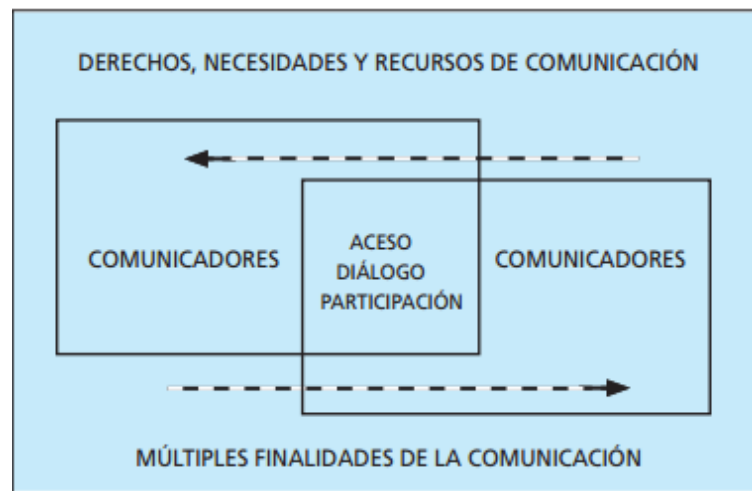 DERECHOS, NECESIDADES Y RECURSOS DE COMUNICACIÓN
COMUNICADORES
ACESO
DIÁLOGO
PARTICIPACIÓN
COMUNICADORES
MÚLTIPLES FINALIDADES DE LA COMUNICACIÓN